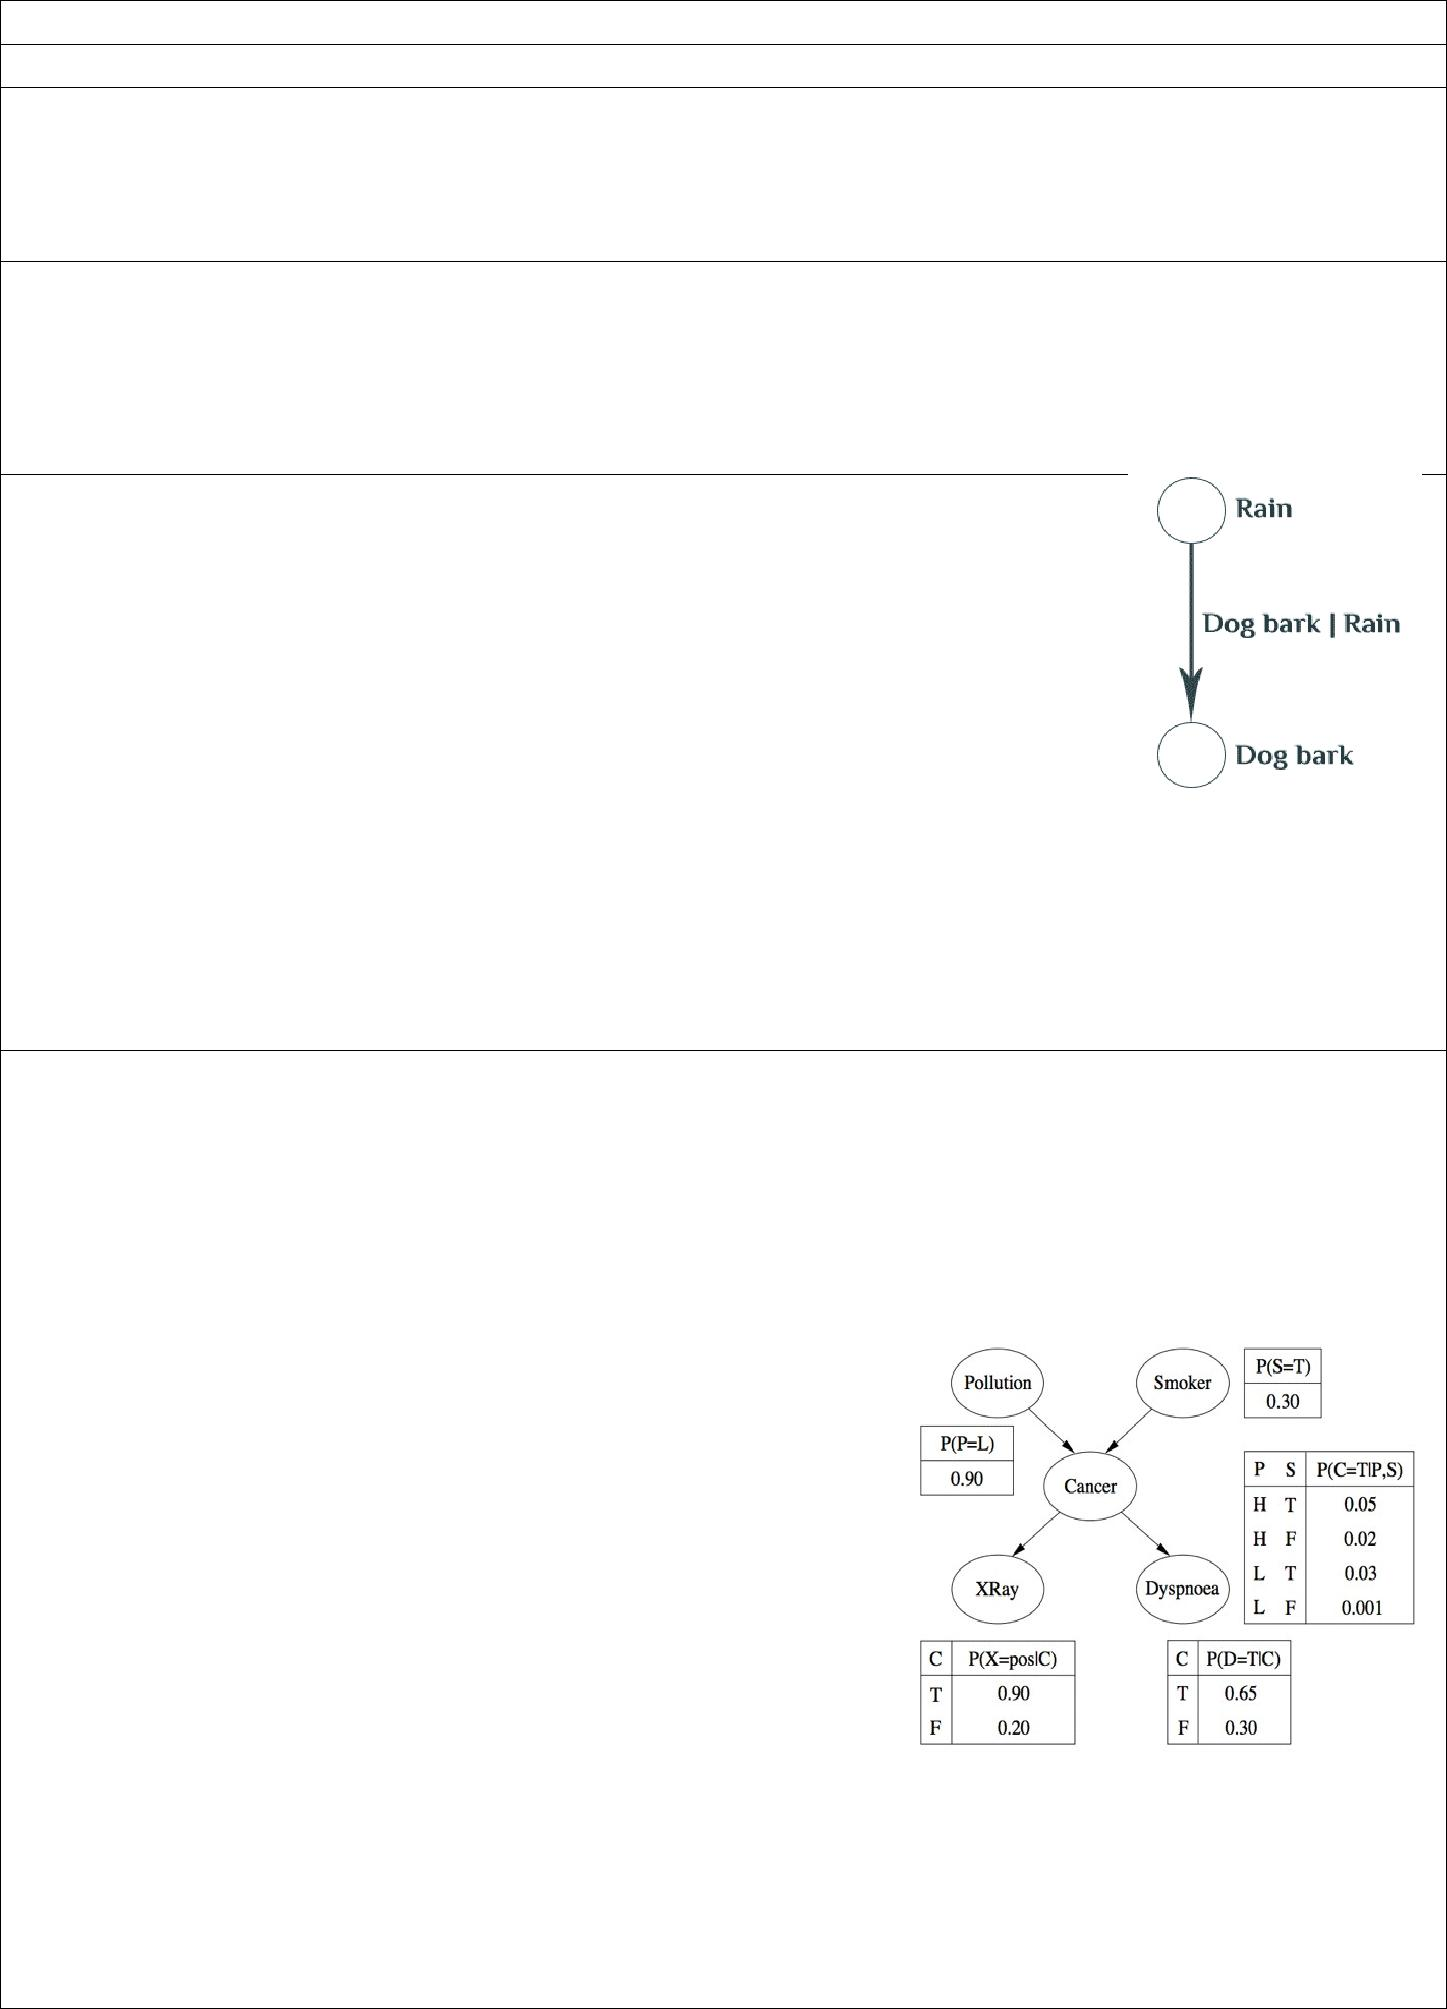 Rain
Dog bark | Rain
Dog bark
Pollution
Smoker
P(S=T)
0.30
P(P=L)
0.90
Cancer
P S P(C=T|P,S)
H T 0.05
H F 0.02
L T 0.03
L F 0.001
XRay
Dyspnoea
C P(X=pos|C)
T 0.90
F 0.20
C P(D=T|C)
T 0.65
F 0.30